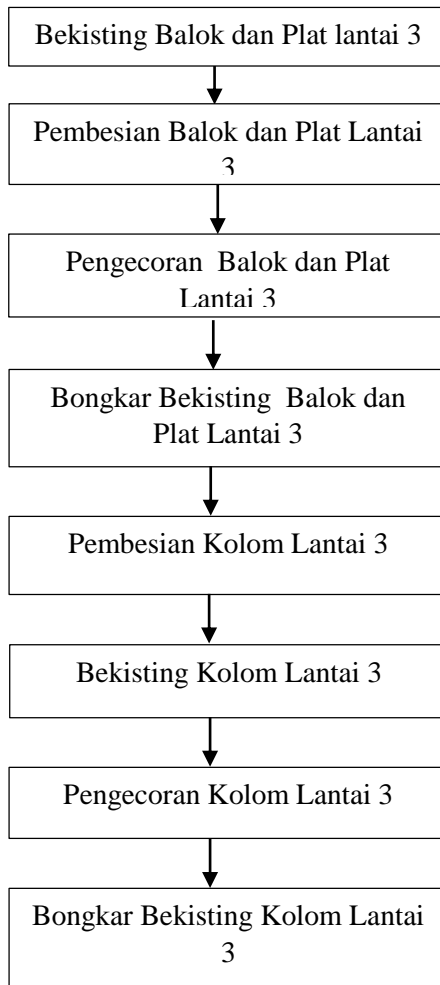 Bekisting Balok dan Plat lantai 3
Pembesian Balok dan Plat Lantai
3
Pengecoran Balok dan Plat
Lantai 3
Bongkar Bekisting Balok dan
Plat Lantai 3
Pembesian Kolom Lantai 3
Bekisting Kolom Lantai 3
Pengecoran Kolom Lantai 3
Bongkar Bekisting Kolom Lantai
3